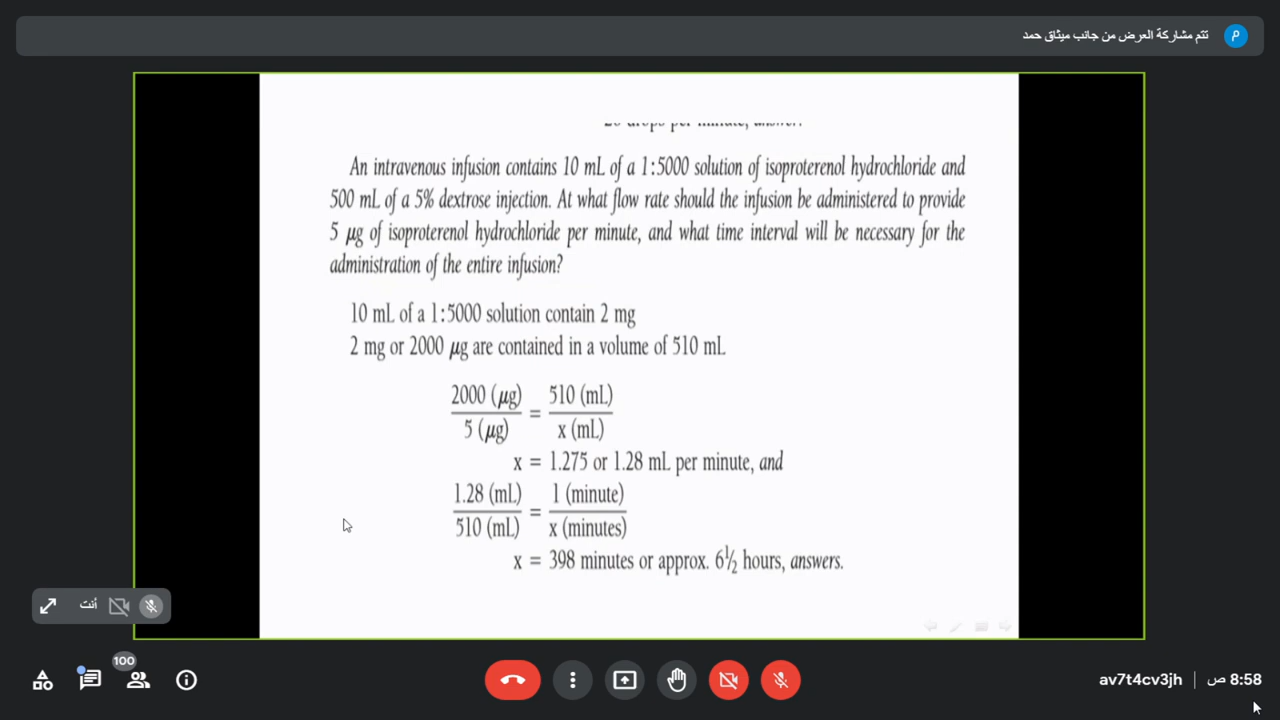 تتم مشاركة العرض من جانب ميثاق حمد
م
20 drops per minute, answer.
An intravenous infusion contains 10 mL of a 1:5000 solution of isoproterenol hydrochloride and
500 mL of a 5% dextrose injection. At what flow rate should the infusion be administered to provide
5 μg of isoproterenol hydrochloride per minute, and what time interval will be necessary for the
administration of the entire infusion?
10 mL of a 1:5000 solution contain 2 mg
2 mg or 2000 μg are contained in a volume of 510 mL
2000 (μg) / 5 (μg) = 510 (mL) / x (mL)
x = 1.275 or 1.28 mL per minute, and
1.28 (mL) / 510 (mL) = 1 (minute) / x (minutes)
x = 398 minutes or approx. 6½ hours, answers.
أنت
100
av7t4cv3jh | 8:58 ص